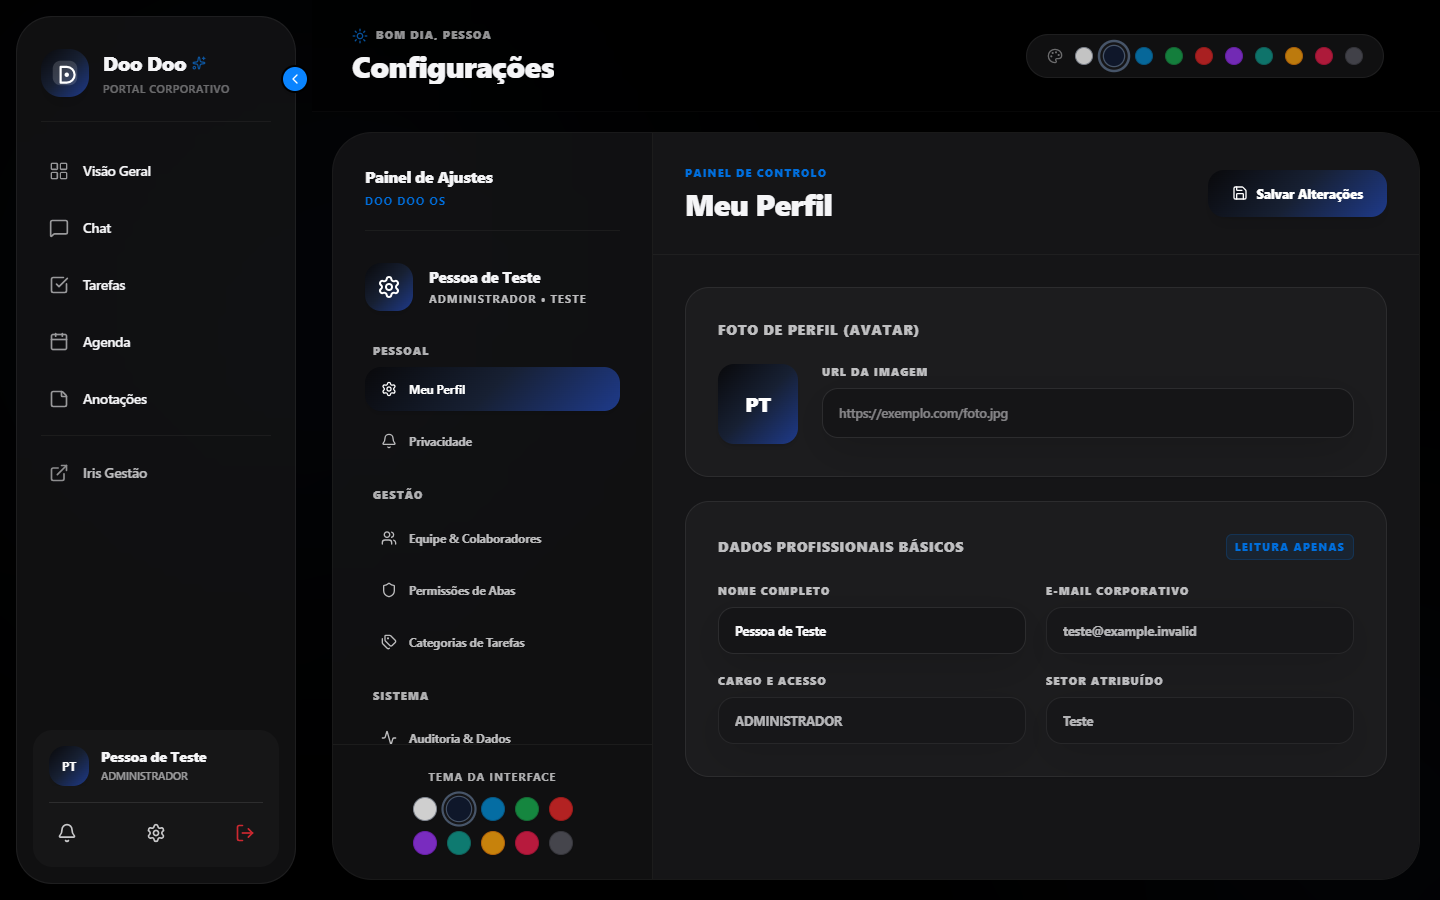 Doo Doo
PORTAL CORPORATIVO
Visão Geral
Chat
Tarefas
Agenda
Anotações
Iris Gestão
PT
Pessoa de Teste
ADMINISTRADOR
BOM DIA, PESSOA
Configurações
Painel de Ajustes
DOO DOO OS
Pessoa de Teste
ADMINISTRADOR • TESTE
PESSOAL
Meu Perfil
Privacidade
GESTÃO
Equipe & Colaboradores
Permissões de Abas
Categorias de Tarefas
SISTEMA
Auditoria & Dados
TEMA DA INTERFACE
PAINEL DE CONTROLO
Meu Perfil
Salvar Alterações
FOTO DE PERFIL (AVATAR)
PT
URL DA IMAGEM
https://exemplo.com/foto.jpg
DADOS PROFISSIONAIS BÁSICOS
LEITURA APENAS
NOME COMPLETO
Pessoa de Teste
E-MAIL CORPORATIVO
teste@example.invalid
CARGO E ACESSO
ADMINISTRADOR
SETOR ATRIBUÍDO
Teste